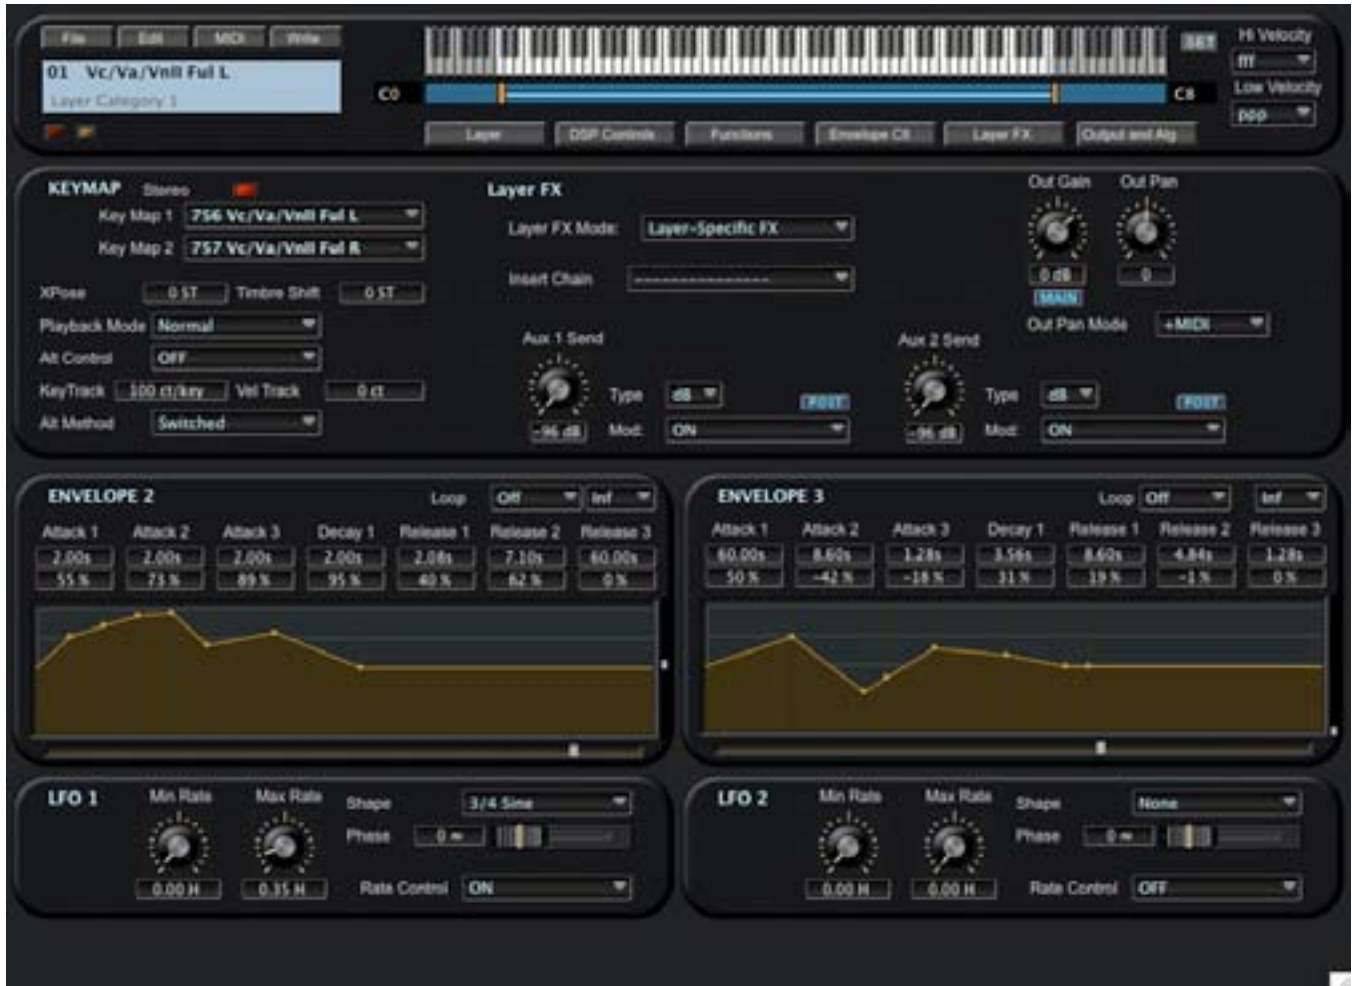 File Edit MIDI Write
01 Vc/Va/VnII Ful L
Layer Category 1
C0 C8
SET
Hi Velocity
fff
Low Velocity
ppp
Layer DSP Controls Functions Envelope Ctl Layer FX Output and Alg
KEYMAP Stereo
Key Map 1 756 Vc/Va/VnII Ful L
Key Map 2 757 Vc/Va/VnII Ful R
XPose 0 ST Timbre Shift 0 ST
Playback Mode Normal
Alt Control OFF
KeyTrack 100 ct/key Vel Track 0 ct
Alt Method Switched
Layer FX
Layer FX Mode: Layer-Specific FX
Insert Chain ---------------
Out Gain Out Pan
0 dB 0
MAIN
Out Pan Mode +MIDI
Aux 1 Send
Type dB POST
-96 dB Mod: ON
Aux 2 Send
Type dB POST
-96 dB Mod: ON
ENVELOPE 2 Loop Off Inf
Attack 1 Attack 2 Attack 3 Decay 1 Release 1 Release 2 Release 3
2.00s 2.00s 2.00s 2.00s 2.08s 7.10s 60.00s
55 % 73 % 89 % 95 % 40 % 62 % 0 %
ENVELOPE 3 Loop Off Inf
Attack 1 Attack 2 Attack 3 Decay 1 Release 1 Release 2 Release 3
60.00s 8.60s 1.28s 3.56s 8.60s 4.84s 1.28s
50 % -42 % -18 % 31 % 19 % -1 % 0 %
LFO 1 Min Rate Max Rate Shape 3/4 Sine
Phase 0 ∞
0.00 H 0.35 H Rate Control ON
LFO 2 Min Rate Max Rate Shape None
Phase 0 ∞
0.00 H 0.00 H Rate Control OFF